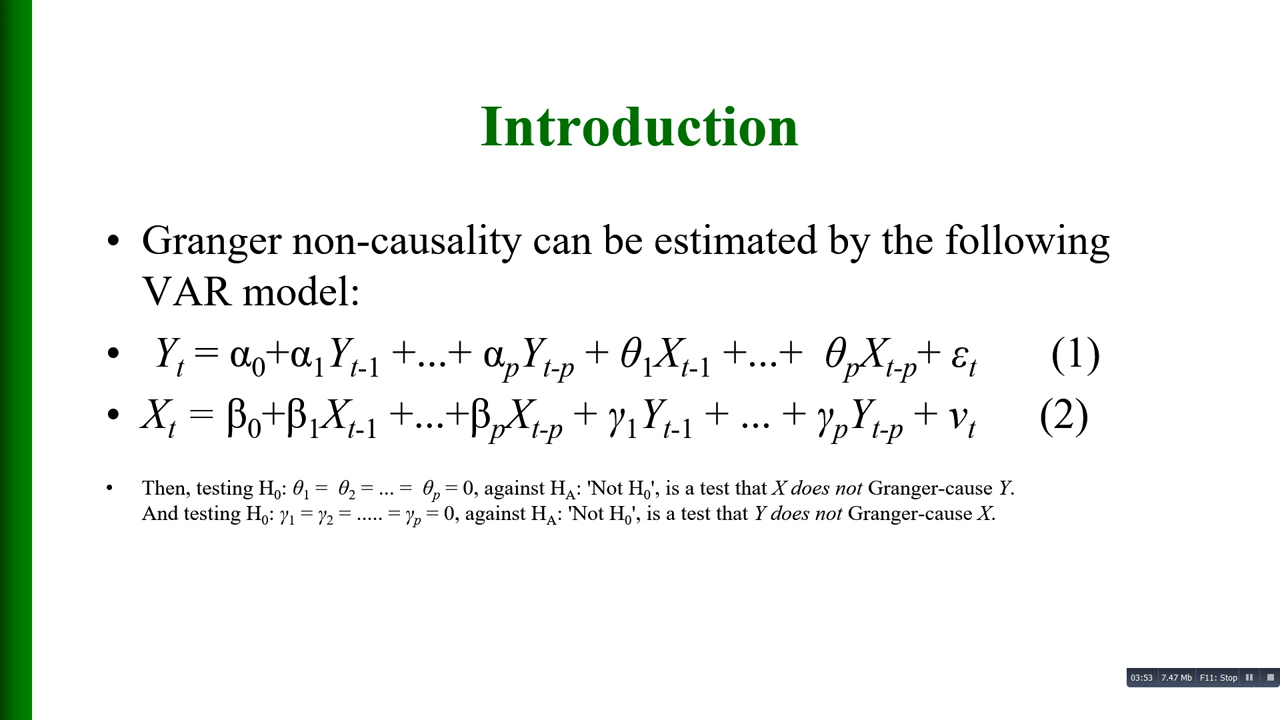 Introduction
• Granger non-causality can be estimated by the following
VAR model:
• Yₜ = α₀+α₁Yₜ₋₁ +...+ αₚYₜ₋ₚ + θ₁Xₜ₋₁ +...+ θₚXₜ₋ₚ+ εₜ (1)
• Xₜ = β₀+β₁Xₜ₋₁ +...+βₚXₜ₋ₚ + γ₁Yₜ₋₁ + ... + γₚYₜ₋ₚ + νₜ (2)
• Then, testing H₀: θ₁ = θ₂ = ... = θₚ = 0, against Hᴀ: 'Not H₀', is a test that X does not Granger-cause Y.
And testing H₀: γ₁ = γ₂ = ..... = γₚ = 0, against Hᴀ: 'Not H₀', is a test that Y does not Granger-cause X.
03:53 7.47 Mb F11: Stop